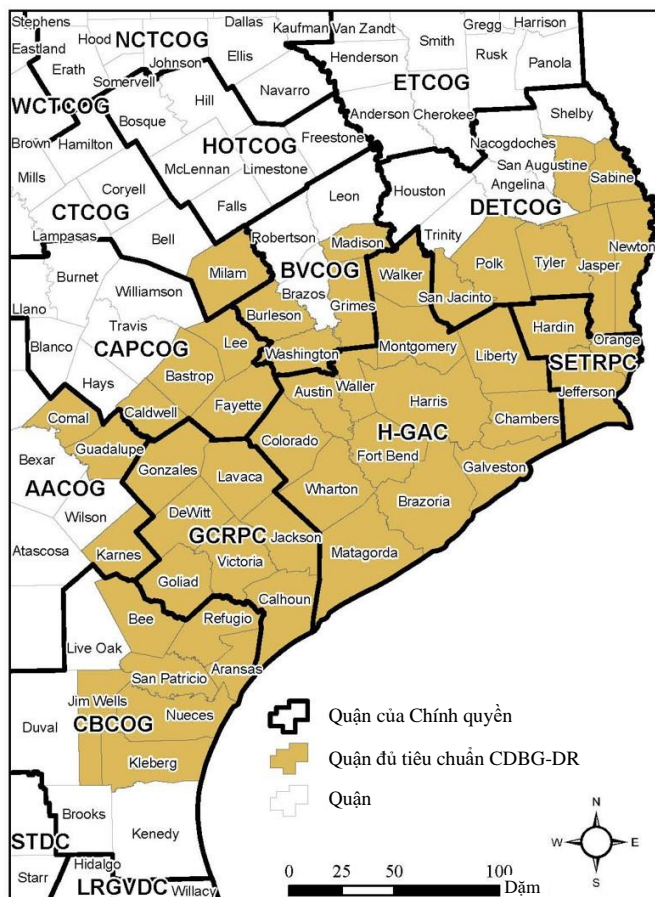 Stephens
Dallas
Kaufman Van Zandt
Gregg Harrison
Eastland
Hood
NCTCOG
Smith
Johnson
Ellis
Henderson
Rusk
Erath
ETCOG
Panola
Somervell
Navarro
WCTCOG
Hill
Anderson Cherokee
Bosque
Shelby
Brown Hamilton
HOTCOG
Freestone
Nacogdoches
McLennan
Limestone
San Augustine
Mills
Coryell
Leon
Houston
Angelina
Sabine
CTCOG
Falls
DETCOG
Lampasas
Bell
Robertson
Madison
Trinity
Newton
Burnet
Milam
BVCOG
Walker
Polk
Tyler
Jasper
Williamson
Brazos
Grimes
San Jacinto
Llano
Burleson
Travis
Hardin
Blanco
CAPCOG
Lee
Washington
Montgomery
Liberty
Orange
SETRPC
Hays
Bastrop
Austin
Waller
Jefferson
Comal
Caldwell
Fayette
Harris
Chambers
Guadalupe
Colorado
H-GAC
Bexar
Gonzales
Lavaca
Fort Bend
Galveston
AACOG
Wharton
Wilson
DeWitt
Brazoria
GCRPC
Jackson
Atascosa
Karnes
Victoria
Matagorda
Goliad
Calhoun
Bee
Refugio
Live Oak
Aransas
San Patricio
Jim Wells
Nueces
Duval
CBCOG
Kleberg
Quận của Chính quyền
Quận đủ tiêu chuẩn CDBG-DR
Quận
Brooks
Kenedy
STDC
Hidalgo
Starr
LRGVDC
Willacy
N
W E
S
0 25 50 100
Dặm